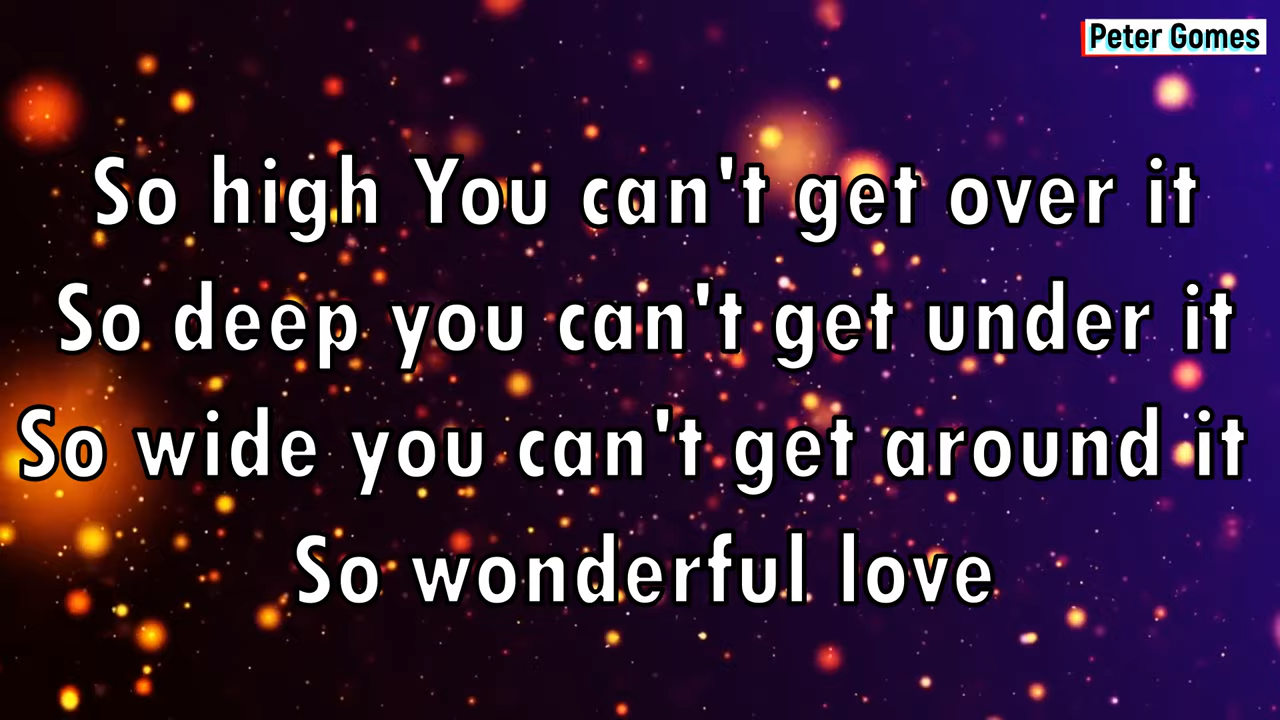 Peter Gomes
So high You can't get over it
So deep you can't get under it
So wide you can't get around it
So wonderful love